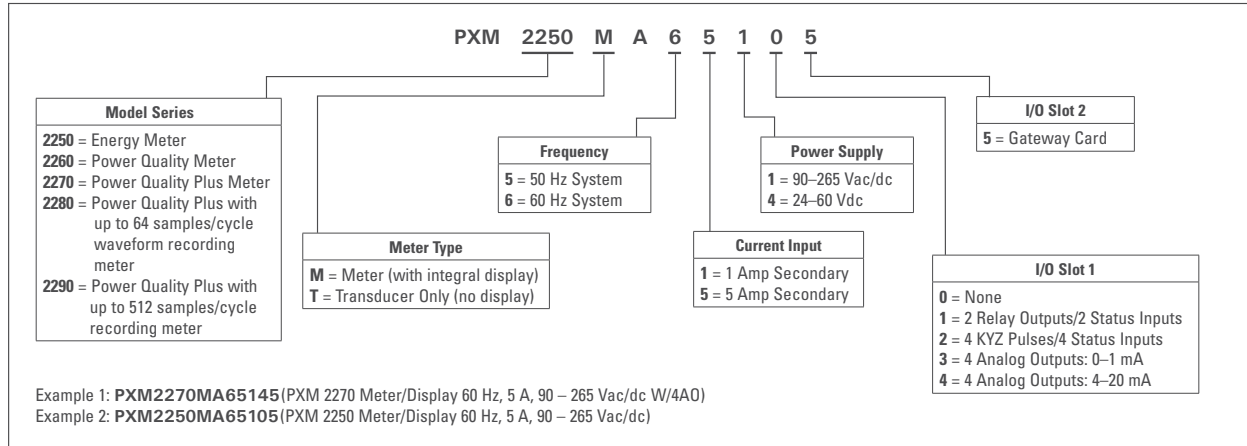 PXM 2250 M A 6 5 1 0 5
Model Series
2250 = Energy Meter
2260 = Power Quality Meter
2270 = Power Quality Plus Meter
2280 = Power Quality Plus with
up to 64 samples/cycle
waveform recording
meter
2290 = Power Quality Plus with
up to 512 samples/cycle
recording meter
Meter Type
M = Meter (with integral display)
T = Transducer Only (no display)
Frequency
5 = 50 Hz System
6 = 60 Hz System
Current Input
1 = 1 Amp Secondary
5 = 5 Amp Secondary
Power Supply
1 = 90–265 Vac/dc
4 = 24–60 Vdc
I/O Slot 1
0 = None
1 = 2 Relay Outputs/2 Status Inputs
2 = 4 KYZ Pulses/4 Status Inputs
3 = 4 Analog Outputs: 0–1 mA
4 = 4 Analog Outputs: 4–20 mA
I/O Slot 2
5 = Gateway Card
Example 1: PXM2270MA65145 (PXM 2270 Meter/Display 60 Hz, 5 A, 90 – 265 Vac/dc W/4AO)
Example 2: PXM2250MA65105 (PXM 2250 Meter/Display 60 Hz, 5 A, 90 – 265 Vac/dc)